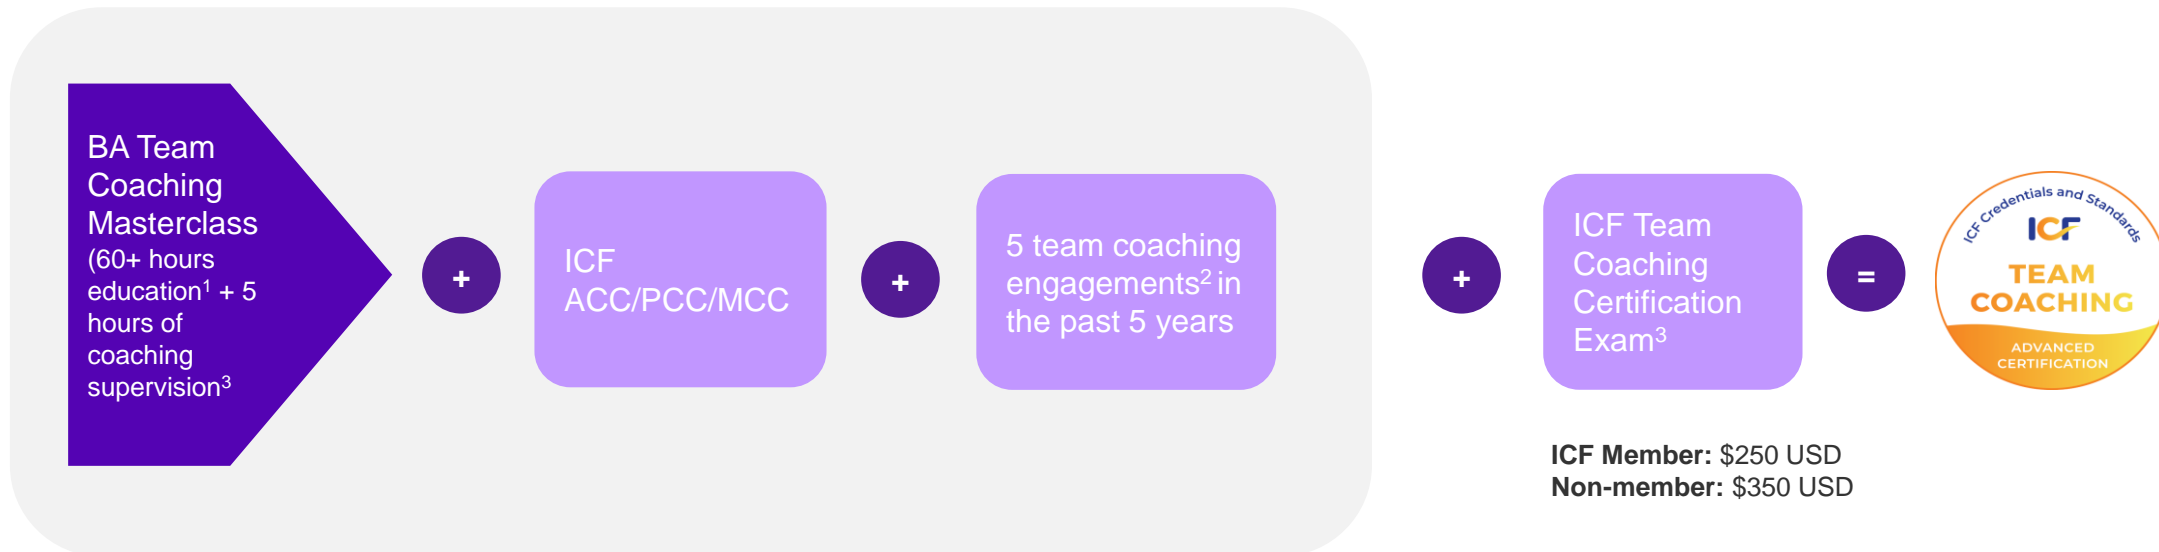 BA Team
Coaching
Masterclass
(60+ hours
education¹ + 5
hours of
coaching
supervision³
+
ICF
ACC/PCC/MCC
+
5 team coaching
engagements² in
the past 5 years
+
ICF Team
Coaching
Certification
Exam³
=
ICF Credentials and Standards
ICF
TEAM
COACHING
ADVANCED
CERTIFICATION
ICF Member: $250 USD
Non-member: $350 USD